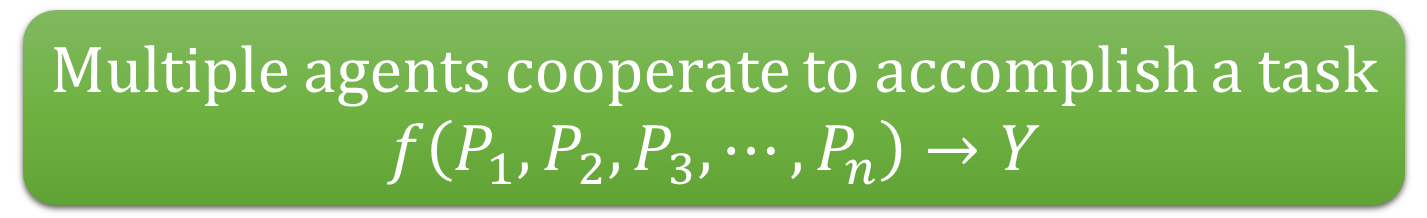 Multiple agents cooperate to accomplish a task
f(P₁, P₂, P₃, ⋯, Pₙ) → Y